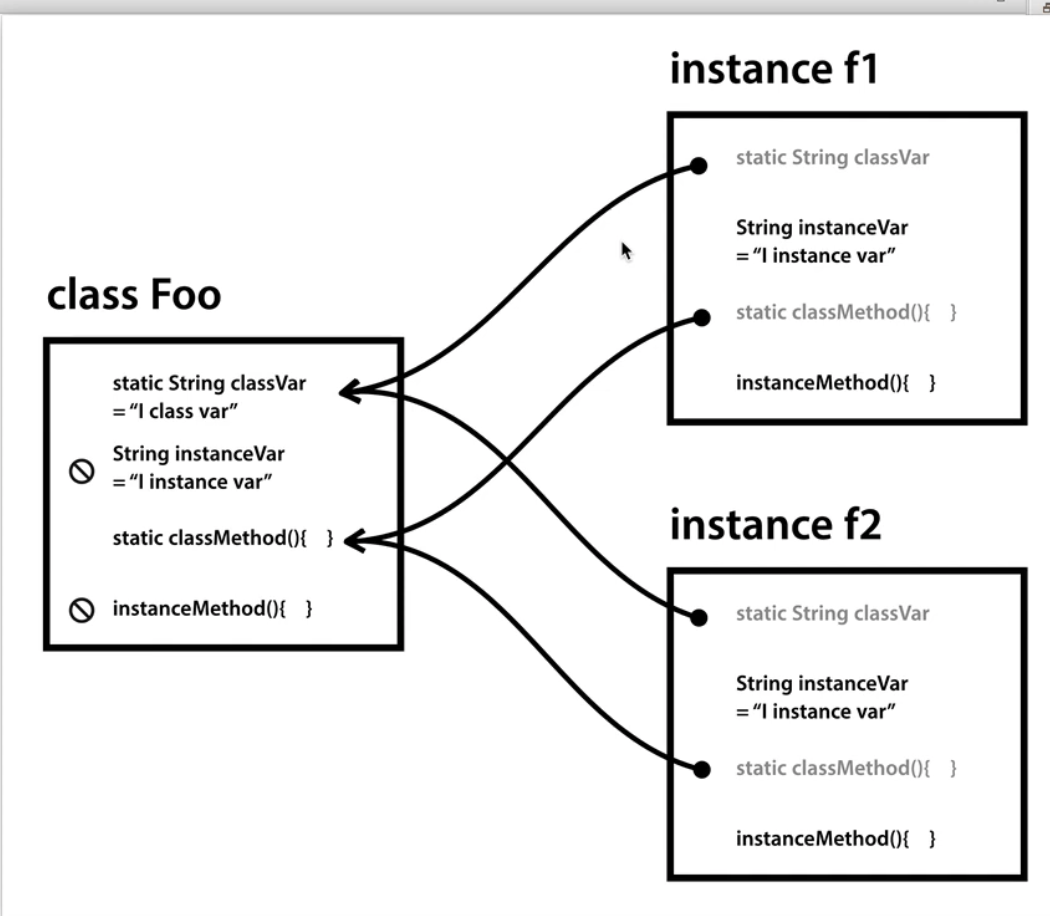 class Foo
static String classVar
= “I class var”
String instanceVar
= “I instance var”
static classMethod(){ }
instanceMethod(){ }
instance f1
static String classVar
String instanceVar
= “I instance var”
static classMethod(){ }
instanceMethod(){ }
instance f2
static String classVar
String instanceVar
= “I instance var”
static classMethod(){ }
instanceMethod(){ }